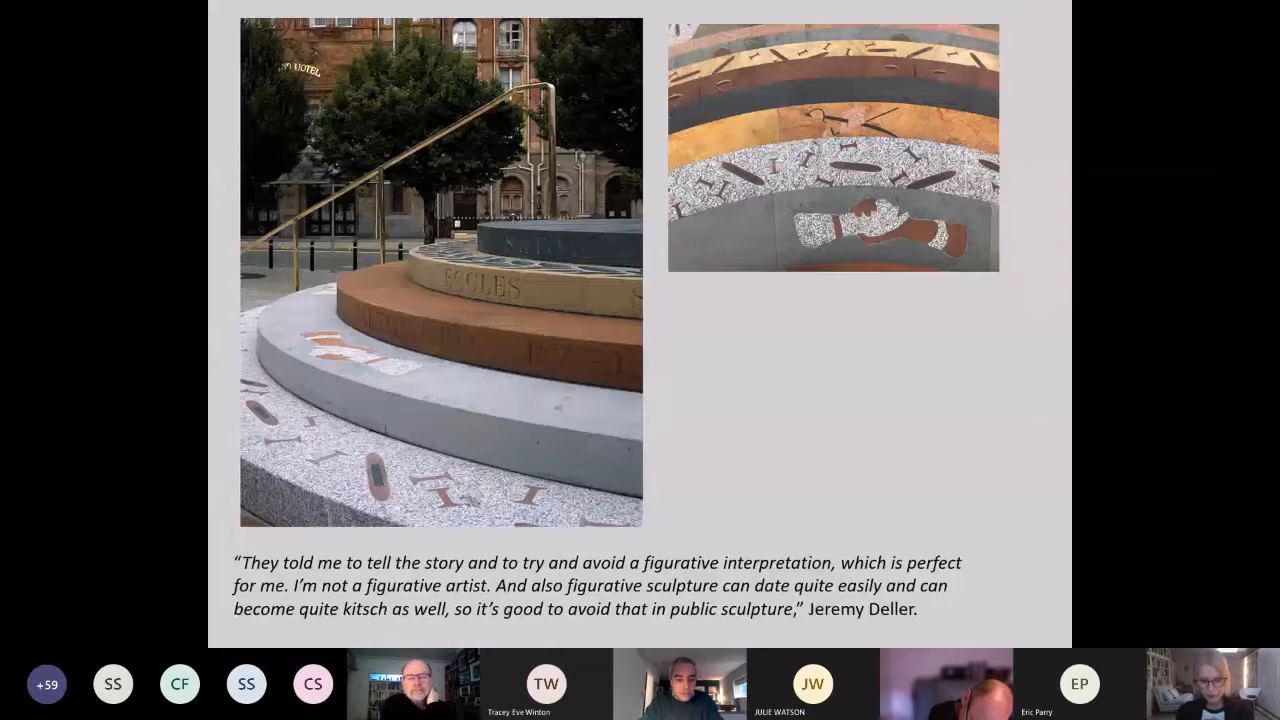 HOTEL
ECCLES
“They told me to tell the story and to try and avoid a figurative interpretation, which is perfect
for me. I’m not a figurative artist. And also figurative sculpture can date quite easily and can
become quite kitsch as well, so it’s good to avoid that in public sculpture,” Jeremy Deller.
+59
SS
CF
SS
CS
TW
Tracey Eve Winton
JW
JULIE WATSON
EP
Eric Parry